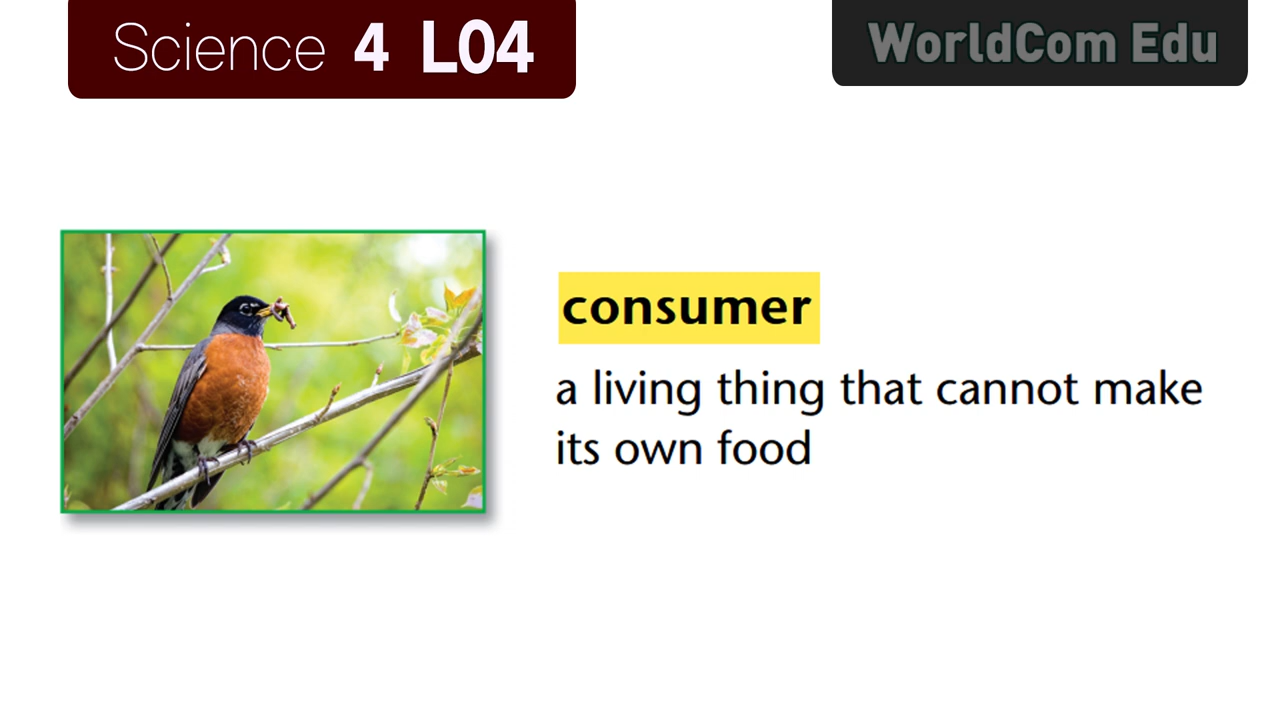 Science 4 L04
WorldCom Edu
consumer
a living thing that cannot make
its own food